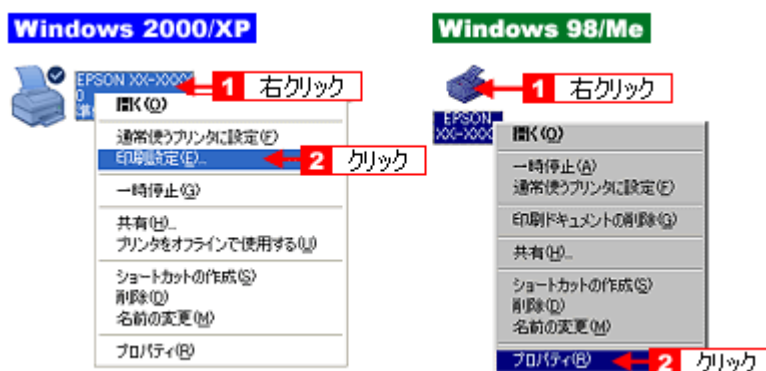 Windows 2000/XP
EPSON XX-XXXX
0
1 右クリック
開く(O)
通常使うプリンタに設定(F)
印刷設定(E)...
2 クリック
一時停止(G)
共有(H)...
プリンタをオフラインで使用する(U)
ショートカットの作成(S)
削除(D)
名前の変更(M)
プロパティ(R)
Windows 98/Me
1 右クリック
EPSON
XX-XXXX
開く(O)
一時停止(A)
通常使うプリンタに設定(F)
印刷ドキュメントの削除(G)
共有(H)...
ショートカットの作成(S)
削除(D)
名前の変更(M)
プロパティ(R)
2 クリック